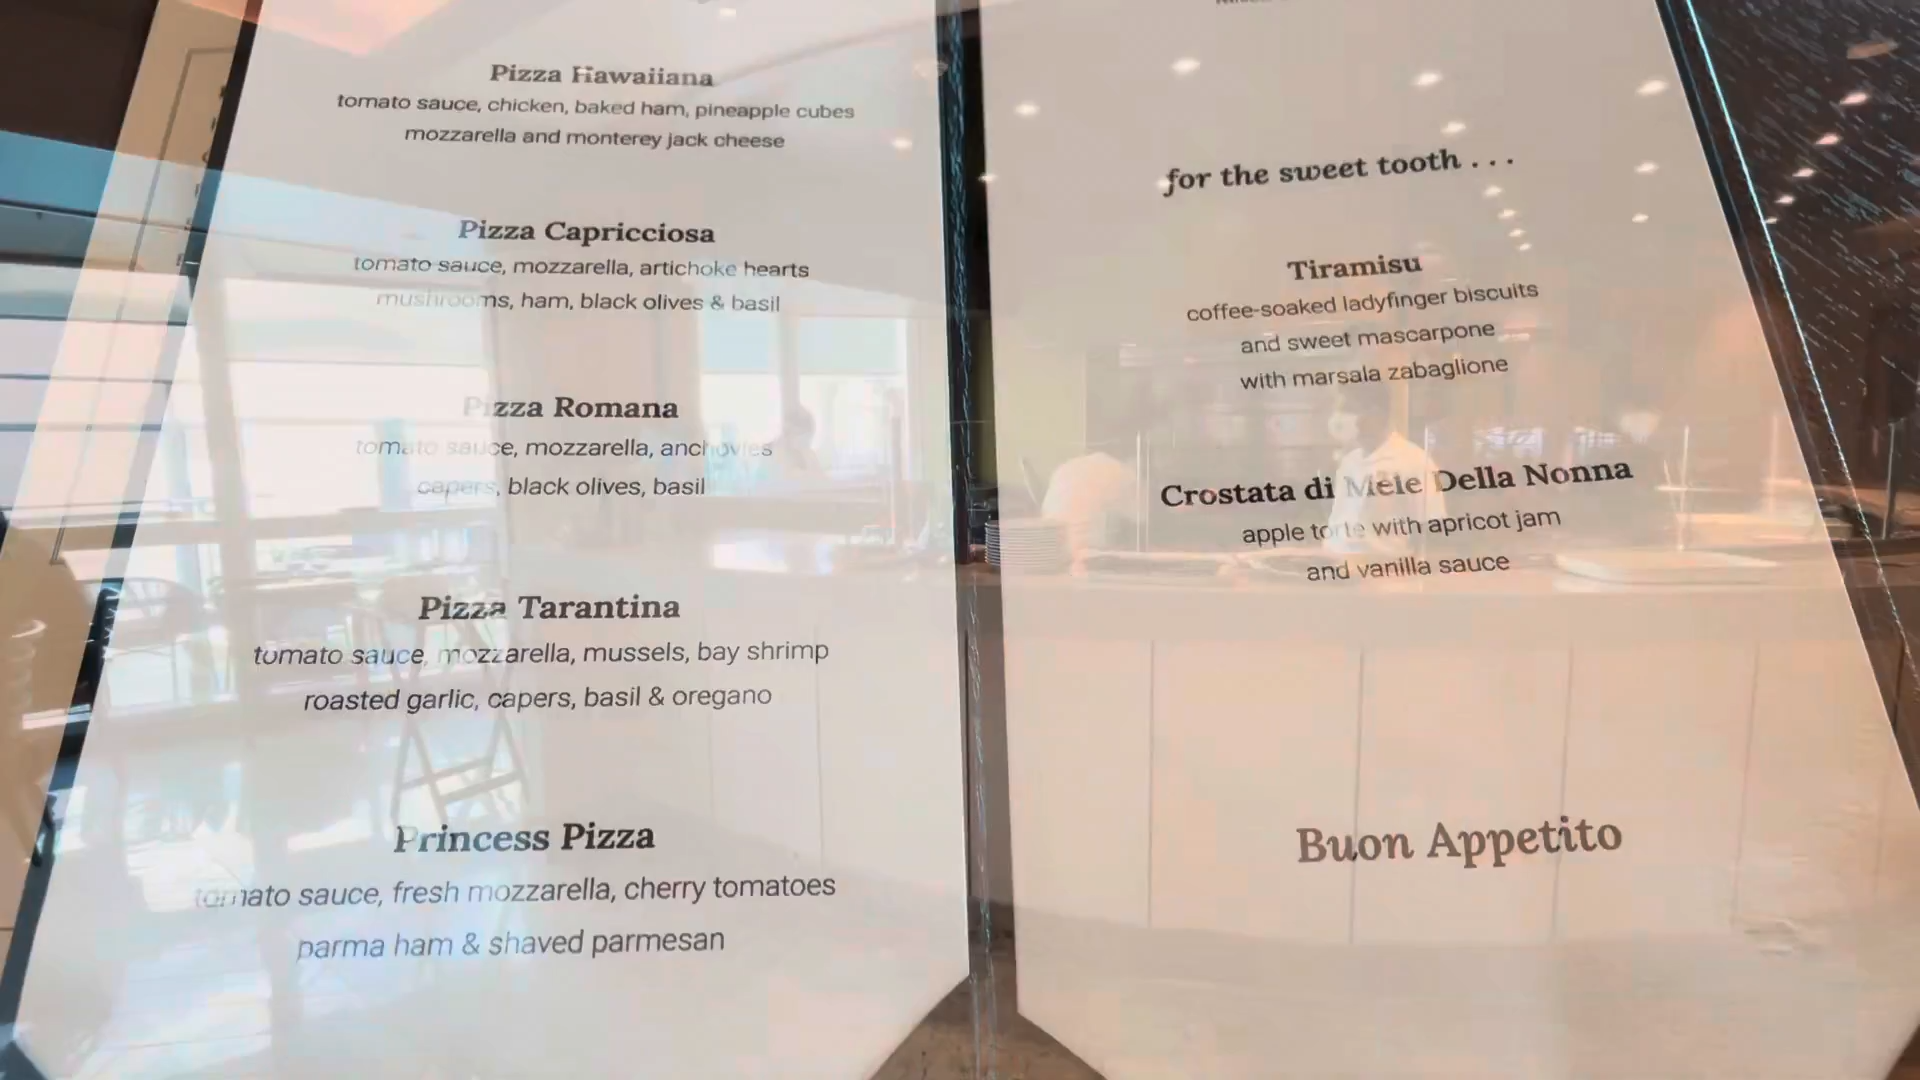 Pizza Hawaiiana
tomato sauce, chicken, baked ham, pineapple cubes
mozzarella and monterey jack cheese
Pizza Capricciosa
tomato sauce, mozzarella, artichoke hearts
mushrooms, ham, black olives & basil
Pizza Romana
tomato sauce, mozzarella, anchovies
capers, black olives, basil
Pizza Tarantina
tomato sauce, mozzarella, mussels, bay shrimp
roasted garlic, capers, basil & oregano
Princess Pizza
tomato sauce, fresh mozzarella, cherry tomatoes
parma ham & shaved parmesan
for the sweet tooth . . .
Tiramisu
coffee-soaked ladyfinger biscuits
and sweet mascarpone
with marsala zabaglione
Crostata di Mele Della Nonna
apple torte with apricot jam
and vanilla sauce
Buon Appetito